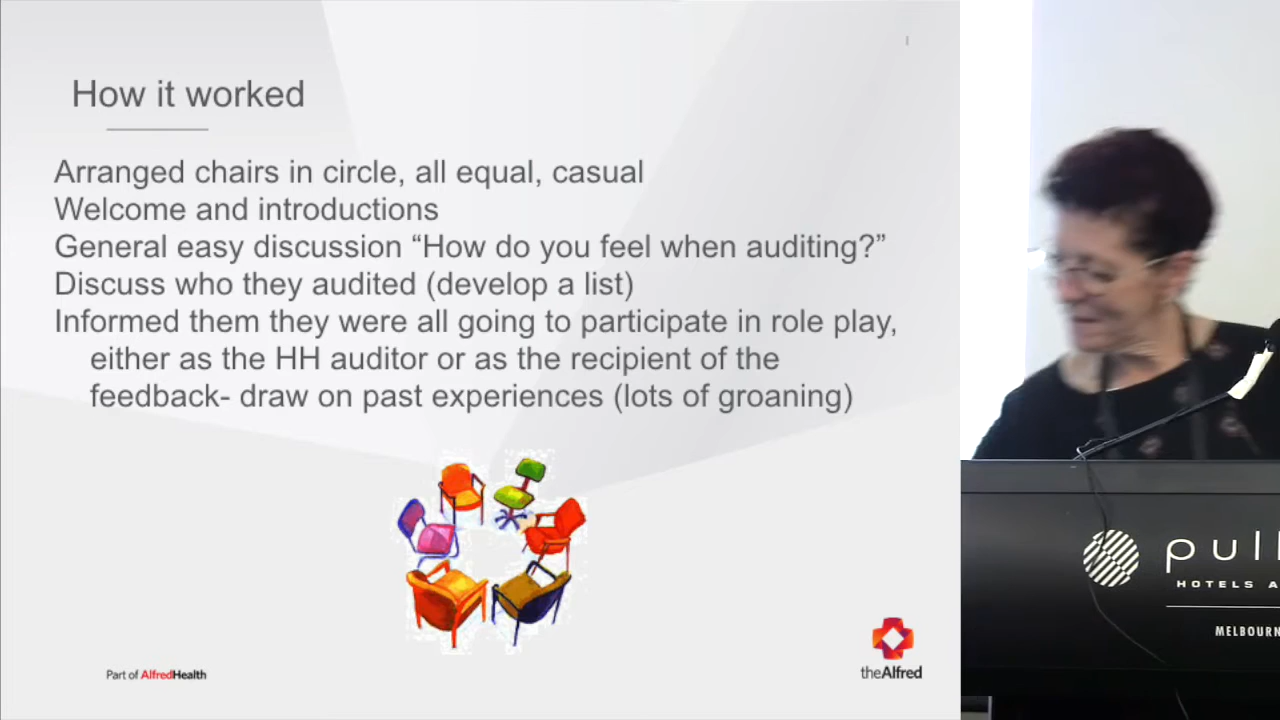 How it worked
Arranged chairs in circle, all equal, casual
Welcome and introductions
General easy discussion “How do you feel when auditing?”
Discuss who they audited (develop a list)
Informed them they were all going to participate in role play,
either as the HH auditor or as the recipient of the
feedback- draw on past experiences (lots of groaning)
Part of AlfredHealth
theAlfred
pull
HOTELS A
MELBOURN